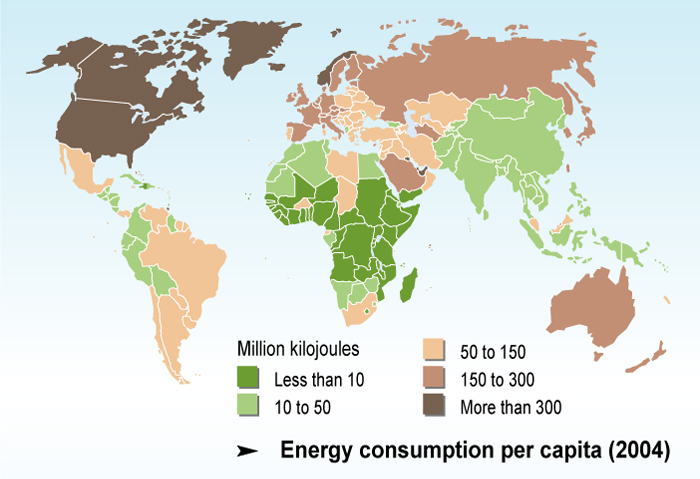 Million kilojoules
Less than 10
10 to 50
50 to 150
150 to 300
More than 300
Energy consumption per capita (2004)